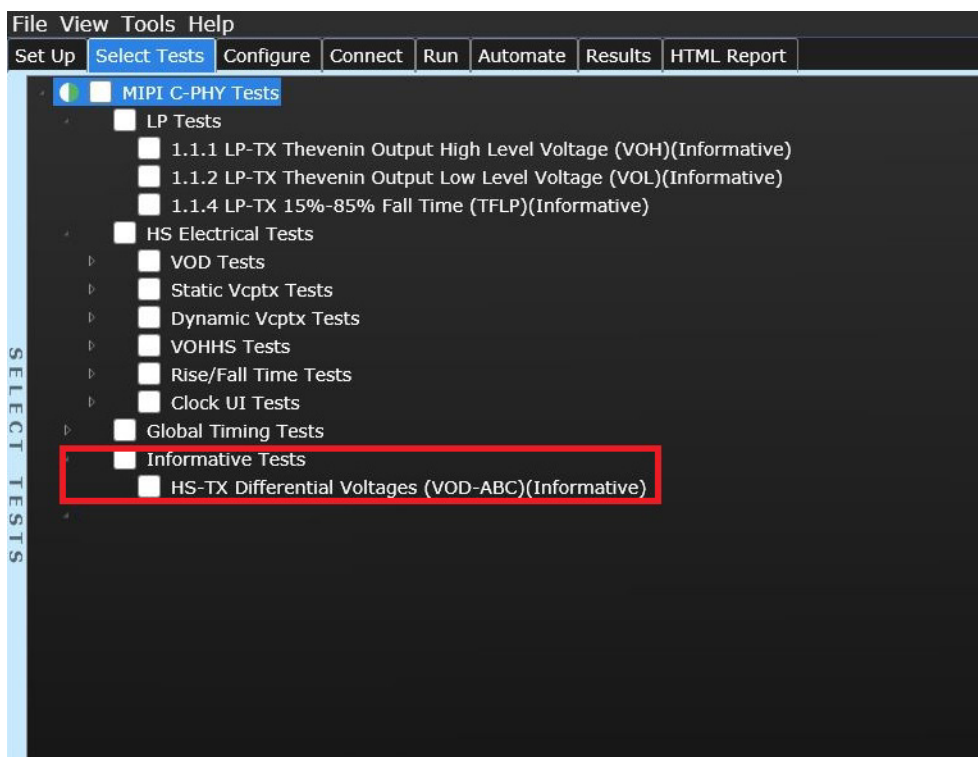 File View Tools Help
Set Up Select Tests Configure Connect Run Automate Results HTML Report
MIPI C-PHY Tests
LP Tests
1.1.1 LP-TX Thevenin Output High Level Voltage (VOH)(Informative)
1.1.2 LP-TX Thevenin Output Low Level Voltage (VOL)(Informative)
1.1.4 LP-TX 15%-85% Fall Time (TFLP)(Informative)
HS Electrical Tests
VOD Tests
Static Vcptx Tests
Dynamic Vcptx Tests
VOHHS Tests
Rise/Fall Time Tests
Clock UI Tests
Global Timing Tests
Informative Tests
HS-TX Differential Voltages (VOD-ABC)(Informative)
SELECT TESTS